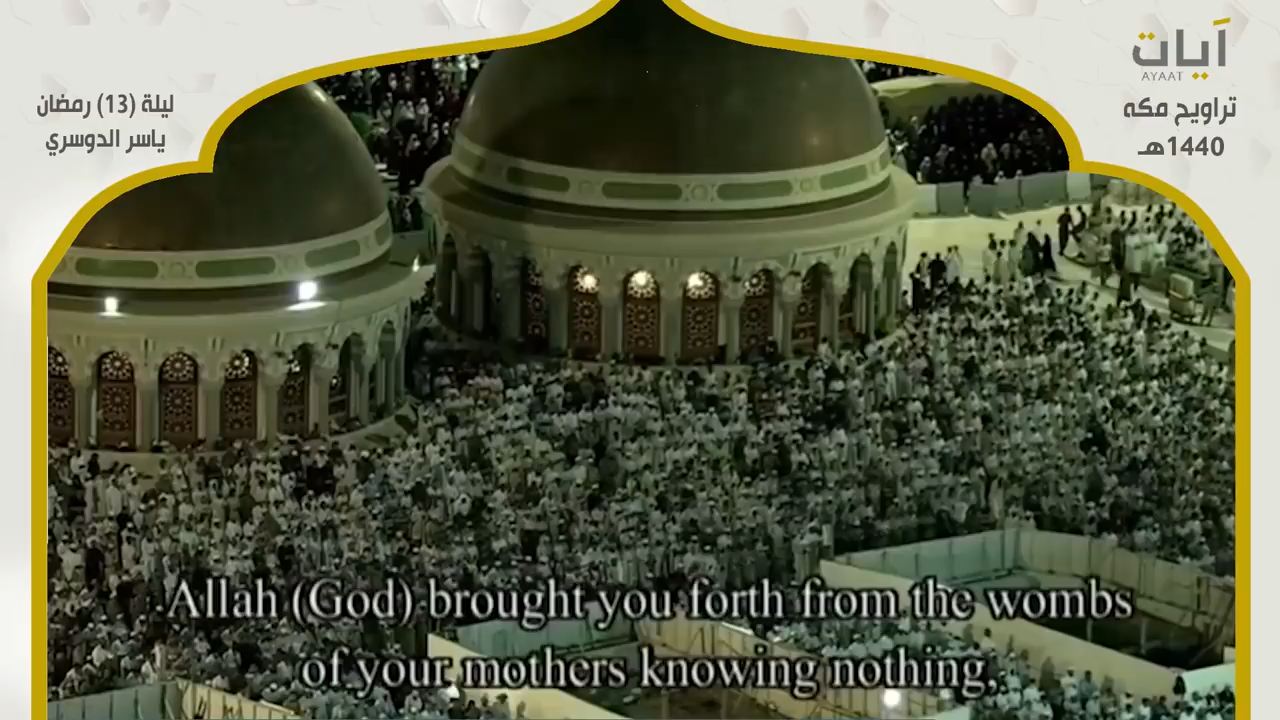 آيات
AYAAT
تراويح مكه
1440هـ
ليلة (13) رمضان
ياسر الدوسري
Allah (God) brought you forth from the wombs
of your mothers knowing nothing,